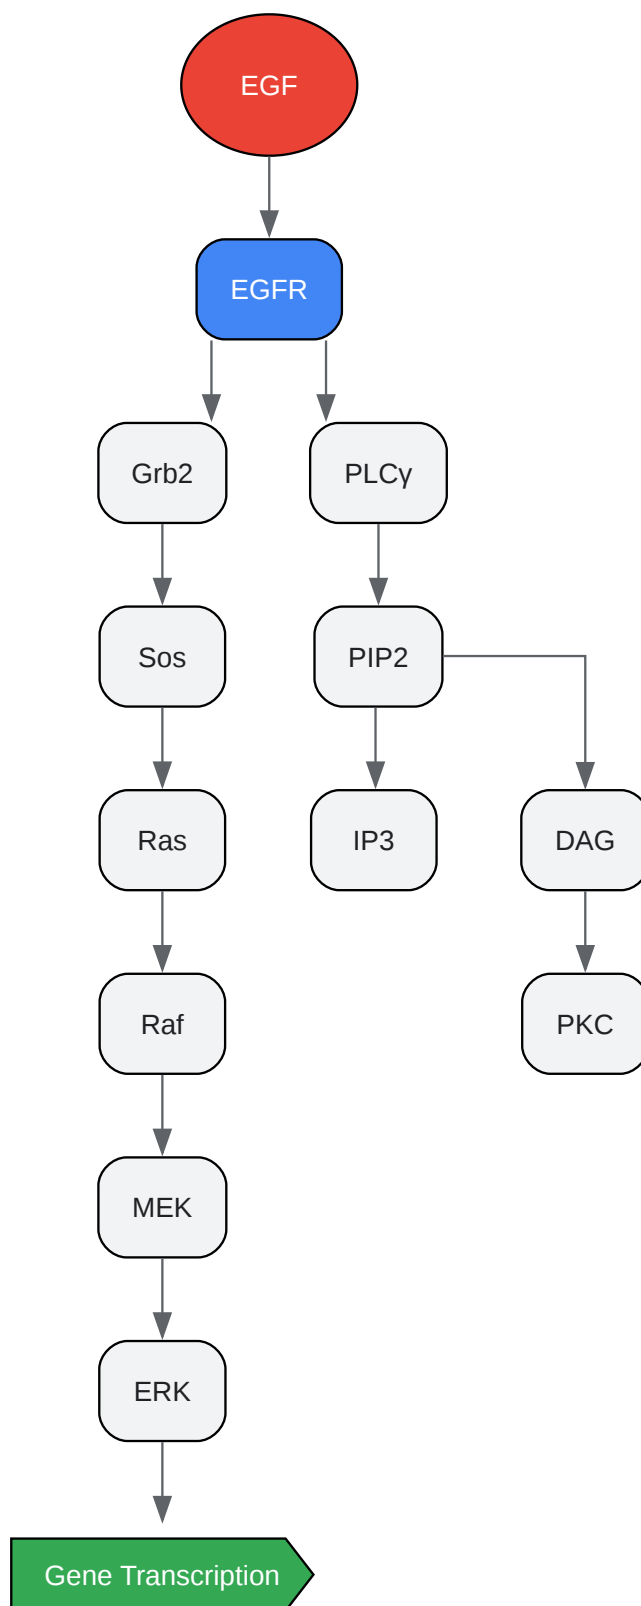 EGF
EGFR
Grb2
PLCγ
Sos
PIP2
Ras
IP3
DAG
Raf
PKC
MEK
ERK
Gene Transcription